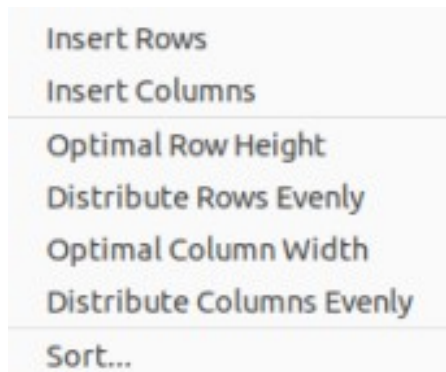 Insert Rows
Insert Columns
Optimal Row Height
Distribute Rows Evenly
Optimal Column Width
Distribute Columns Evenly
Sort...